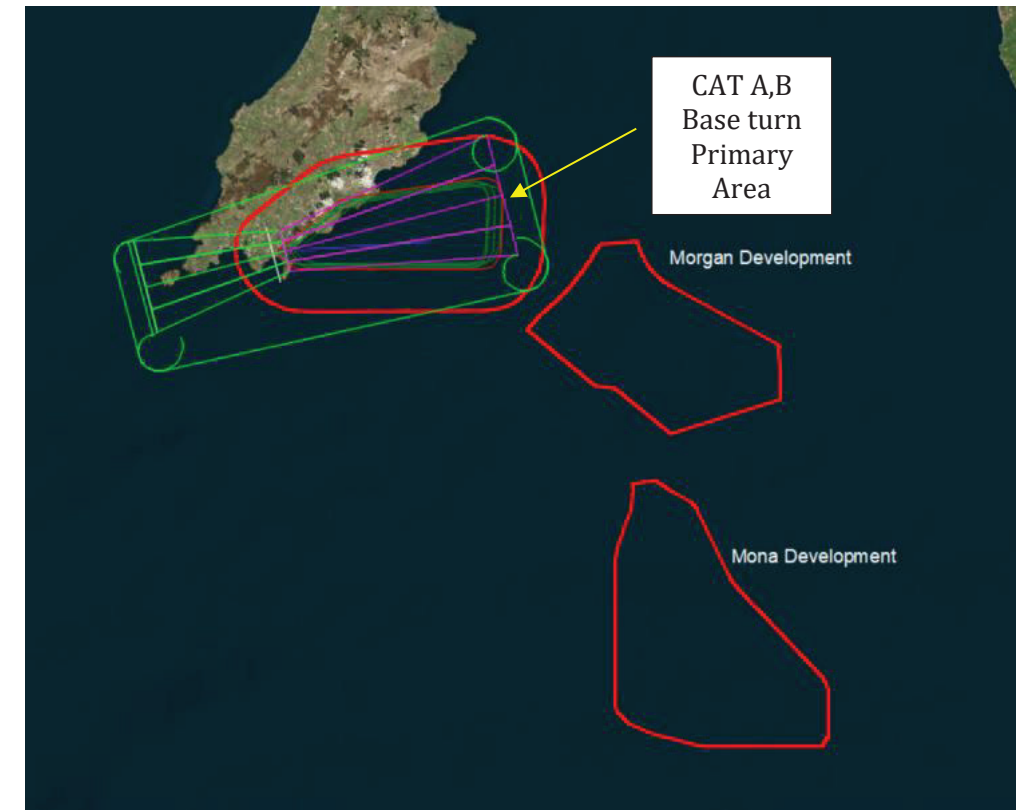 CAT A,B
Base turn
Primary
Area
Morgan Development
Mona Development